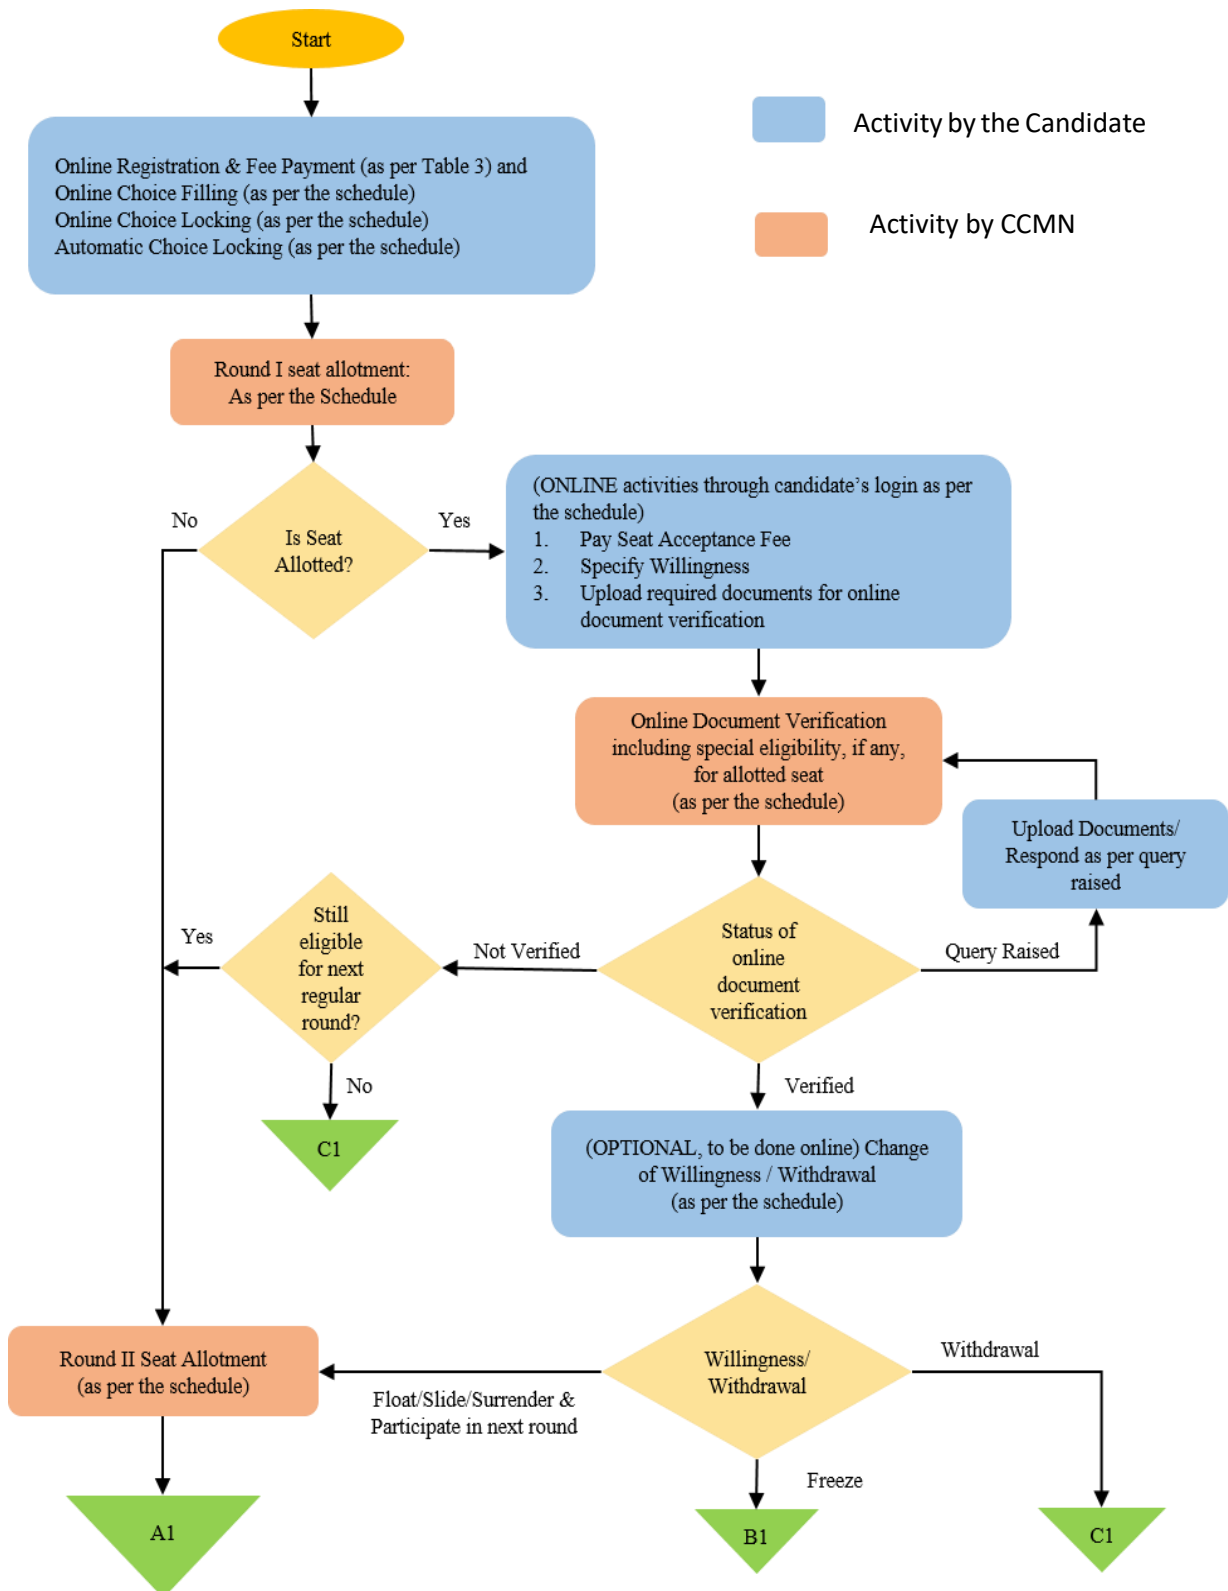 Start
Activity by the Candidate
Activity by CCMN
Online Registration & Fee Payment (as per Table 3) and
Online Choice Filling (as per the schedule)
Online Choice Locking (as per the schedule)
Automatic Choice Locking (as per the schedule)
Round I seat allotment:
As per the Schedule
Is Seat
Allotted?
No
Yes
(ONLINE activities through candidate’s login as per
the schedule)
1. Pay Seat Acceptance Fee
2. Specify Willingness
3. Upload required documents for online
document verification
Online Document Verification
including special eligibility, if any,
for allotted seat
(as per the schedule)
Upload Documents/
Respond as per query
raised
Status of
online
document
verification
Query Raised
Not Verified
Still
eligible
for next
regular
round?
Yes
No
C1
Verified
(OPTIONAL, to be done online) Change
of Willingness / Withdrawal
(as per the schedule)
Willingness/
Withdrawal
Withdrawal
Float/Slide/Surrender &
Participate in next round
Round II Seat Allotment
(as per the schedule)
Freeze
A1
B1
C1